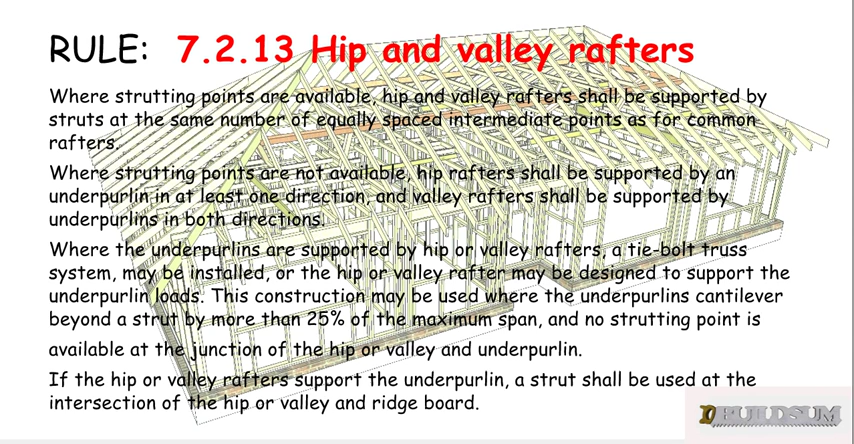 RULE: 7.2.13 Hip and valley rafters
Where strutting points are available, hip and valley rafters shall be supported by
struts at the same number of equally spaced intermediate points as for common
rafters.
Where strutting points are not available, hip rafters shall be supported by an
underpurlin in at least one direction, and valley rafters shall be supported by
underpurlins in both directions.
Where the underpurlins are supported by hip or valley rafters, a tie-bolt truss
system, may be installed, or the hip or valley rafter may be designed to support the
underpurlin loads. This construction may be used where the underpurlins cantilever
beyond a strut by more than 25% of the maximum span, and no strutting point is
available at the junction of the hip or valley and underpurlin.
If the hip or valley rafters support the underpurlin, a strut shall be used at the
intersection of the hip or valley and ridge board.
BUILDSUM